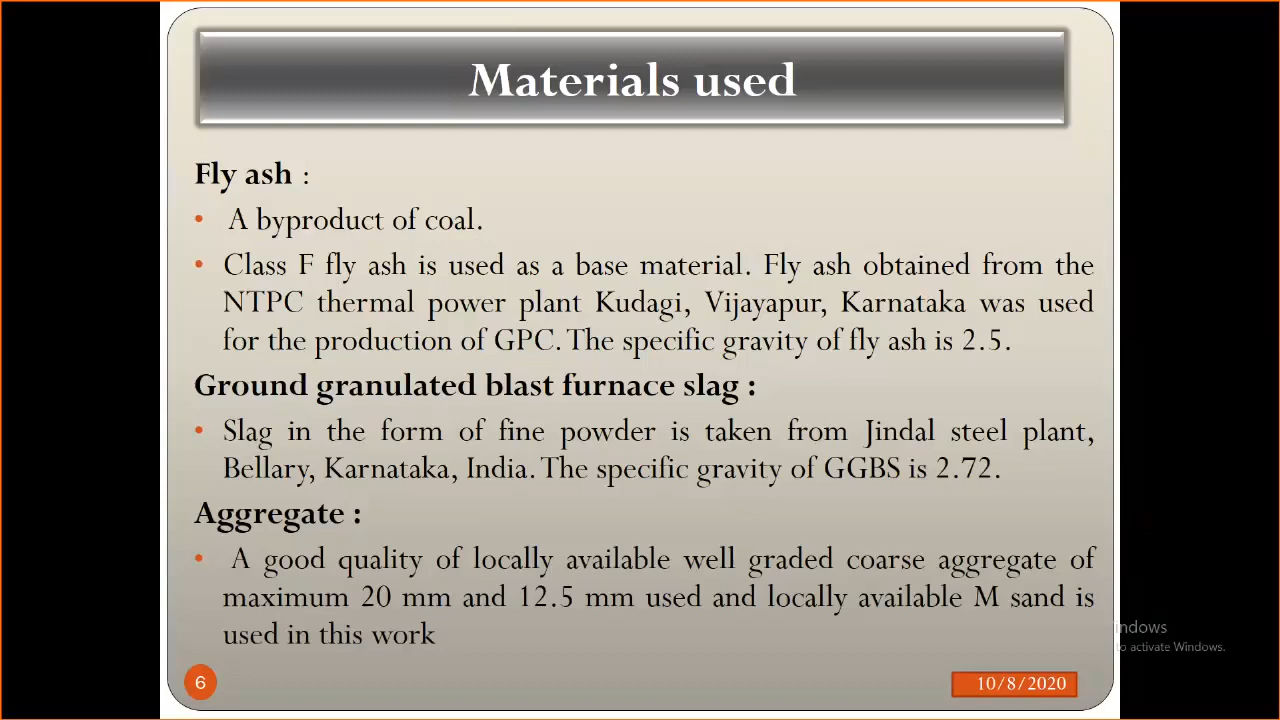 Materials used
Fly ash :
• A byproduct of coal.
• Class F fly ash is used as a base material. Fly ash obtained from the
NTPC thermal power plant Kudagi, Vijayapur, Karnataka was used
for the production of GPC. The specific gravity of fly ash is 2.5.
Ground granulated blast furnace slag :
• Slag in the form of fine powder is taken from Jindal steel plant,
Bellary, Karnataka, India. The specific gravity of GGBS is 2.72.
Aggregate :
• A good quality of locally available well graded coarse aggregate of
maximum 20 mm and 12.5 mm used and locally available M sand is
used in this work
indows
to activate Windows.
6
10/8/2020